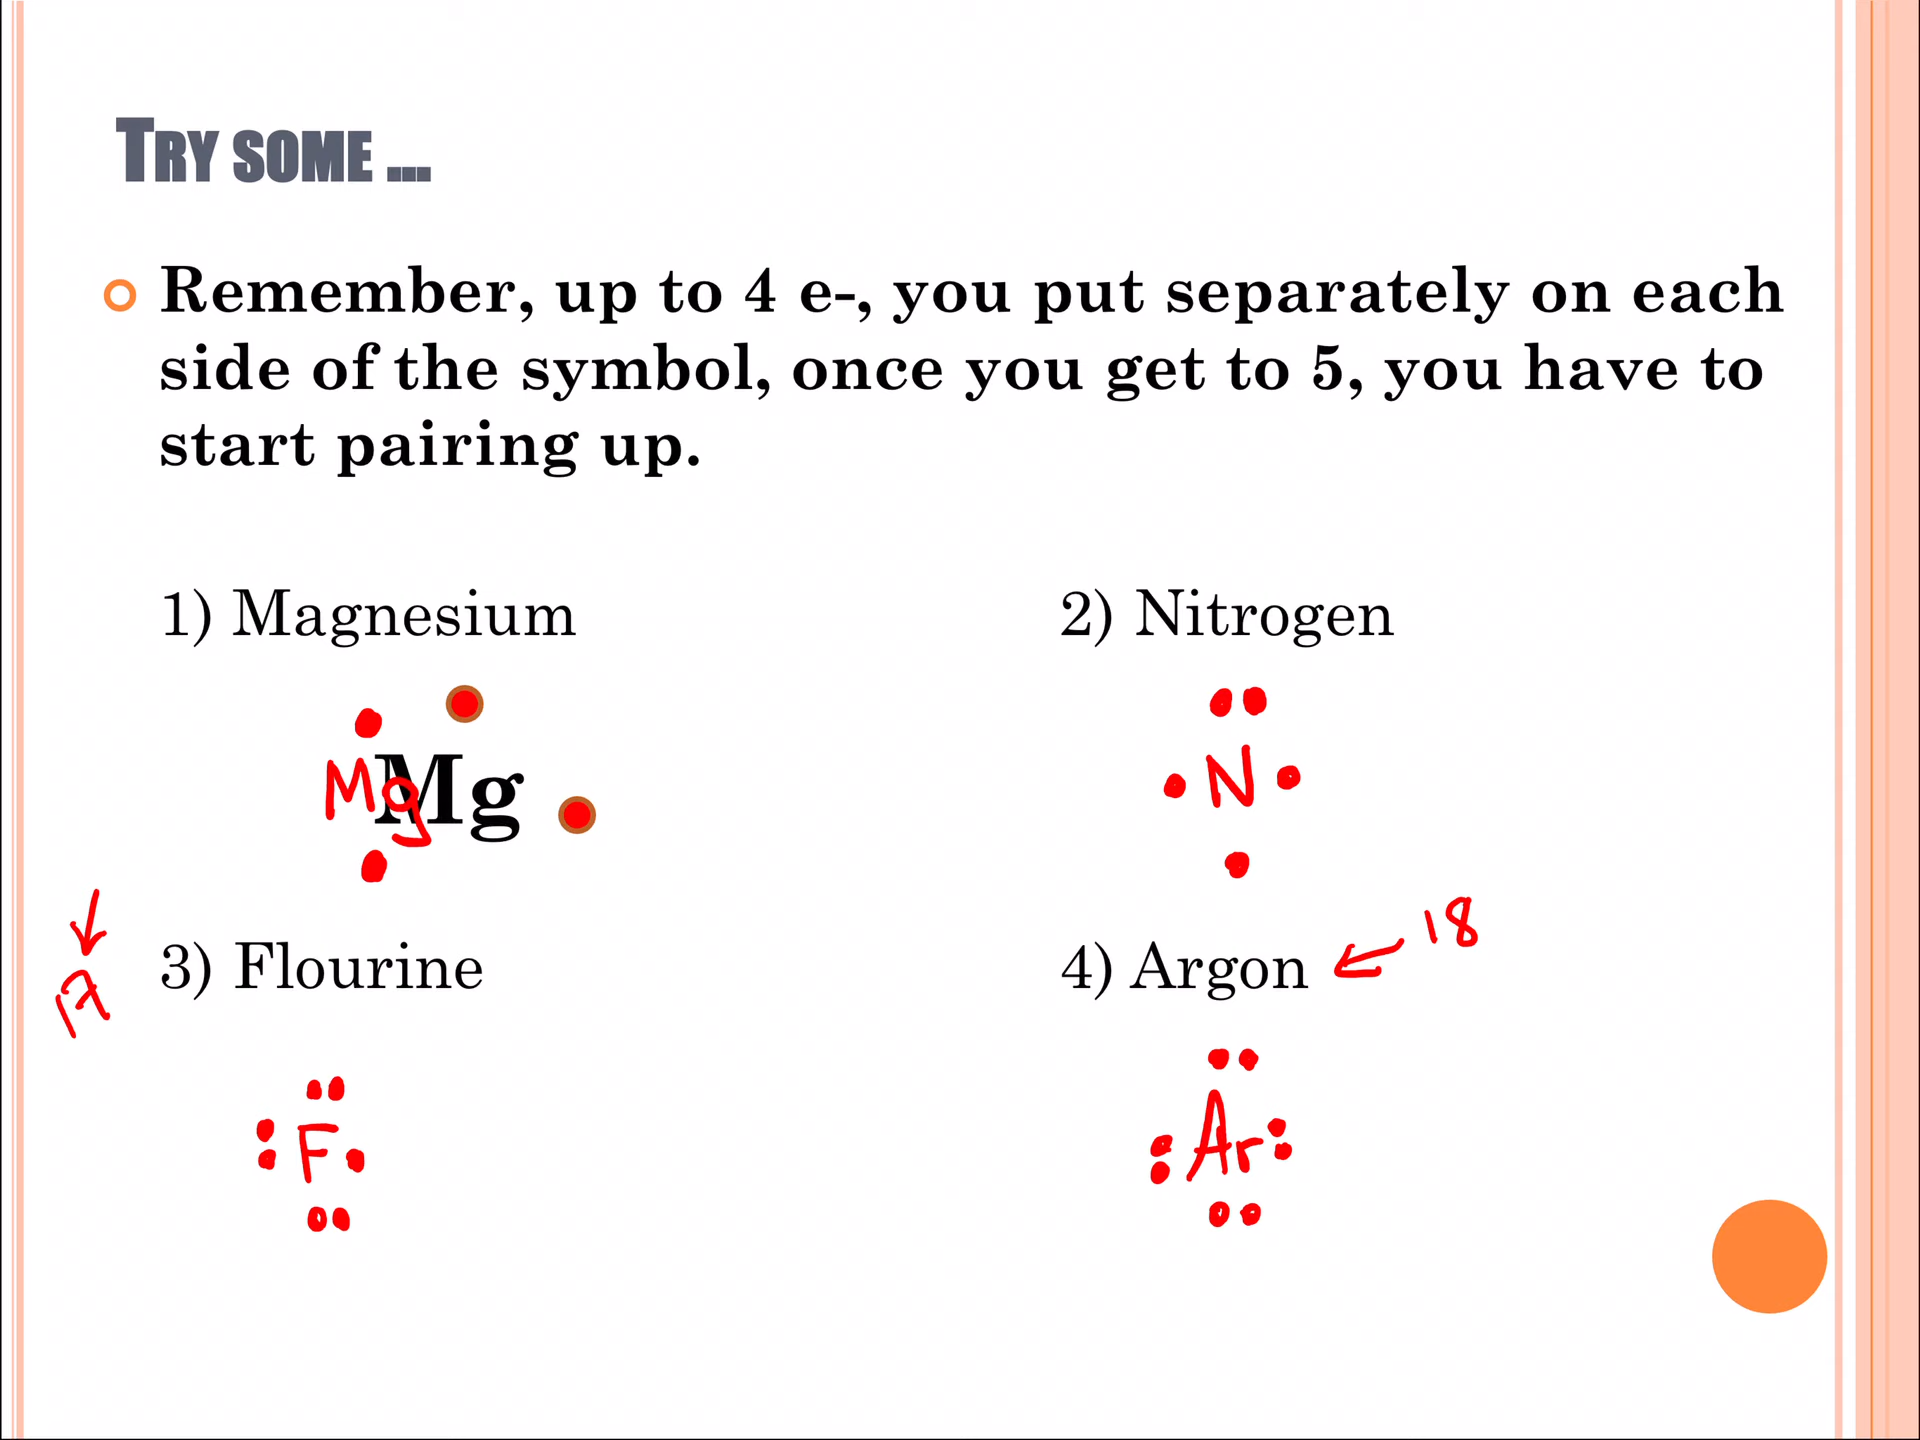 TRY SOME ...
Remember, up to 4 e-, you put separately on each
side of the symbol, once you get to 5, you have to
start pairing up.
1) Magnesium
2) Nitrogen
Mg
Mg
N
17
3) Flourine
4) Argon
18
F
Ar